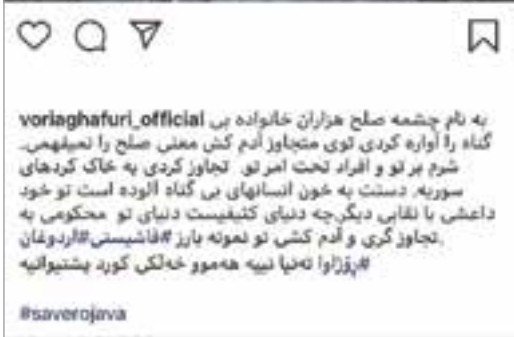 voriaghafuri_official به نام چشمه صلح هزاران خانواده بی
گناه را آواره کردی توی متجاوز آدم کش معنی صلح را نمیفهمی.
شرم بر تو و افراد تحت امر تو. تجاوز کردی به خاک کردهای
سوریه. دستت به خون انسانهای بی گناه آلوده است تو خود
داعشی با نقابی دیگر.چه دنیای کثیفیست دنیای تو محکومی به
تجاوز گری و آدم کشی تو نمونه بارز #فاشیستی#اردوغان.
#ڕۆژاوا تەنیا نییە هەموو خەڵکی کورد پشتیوانیە
#saverojava